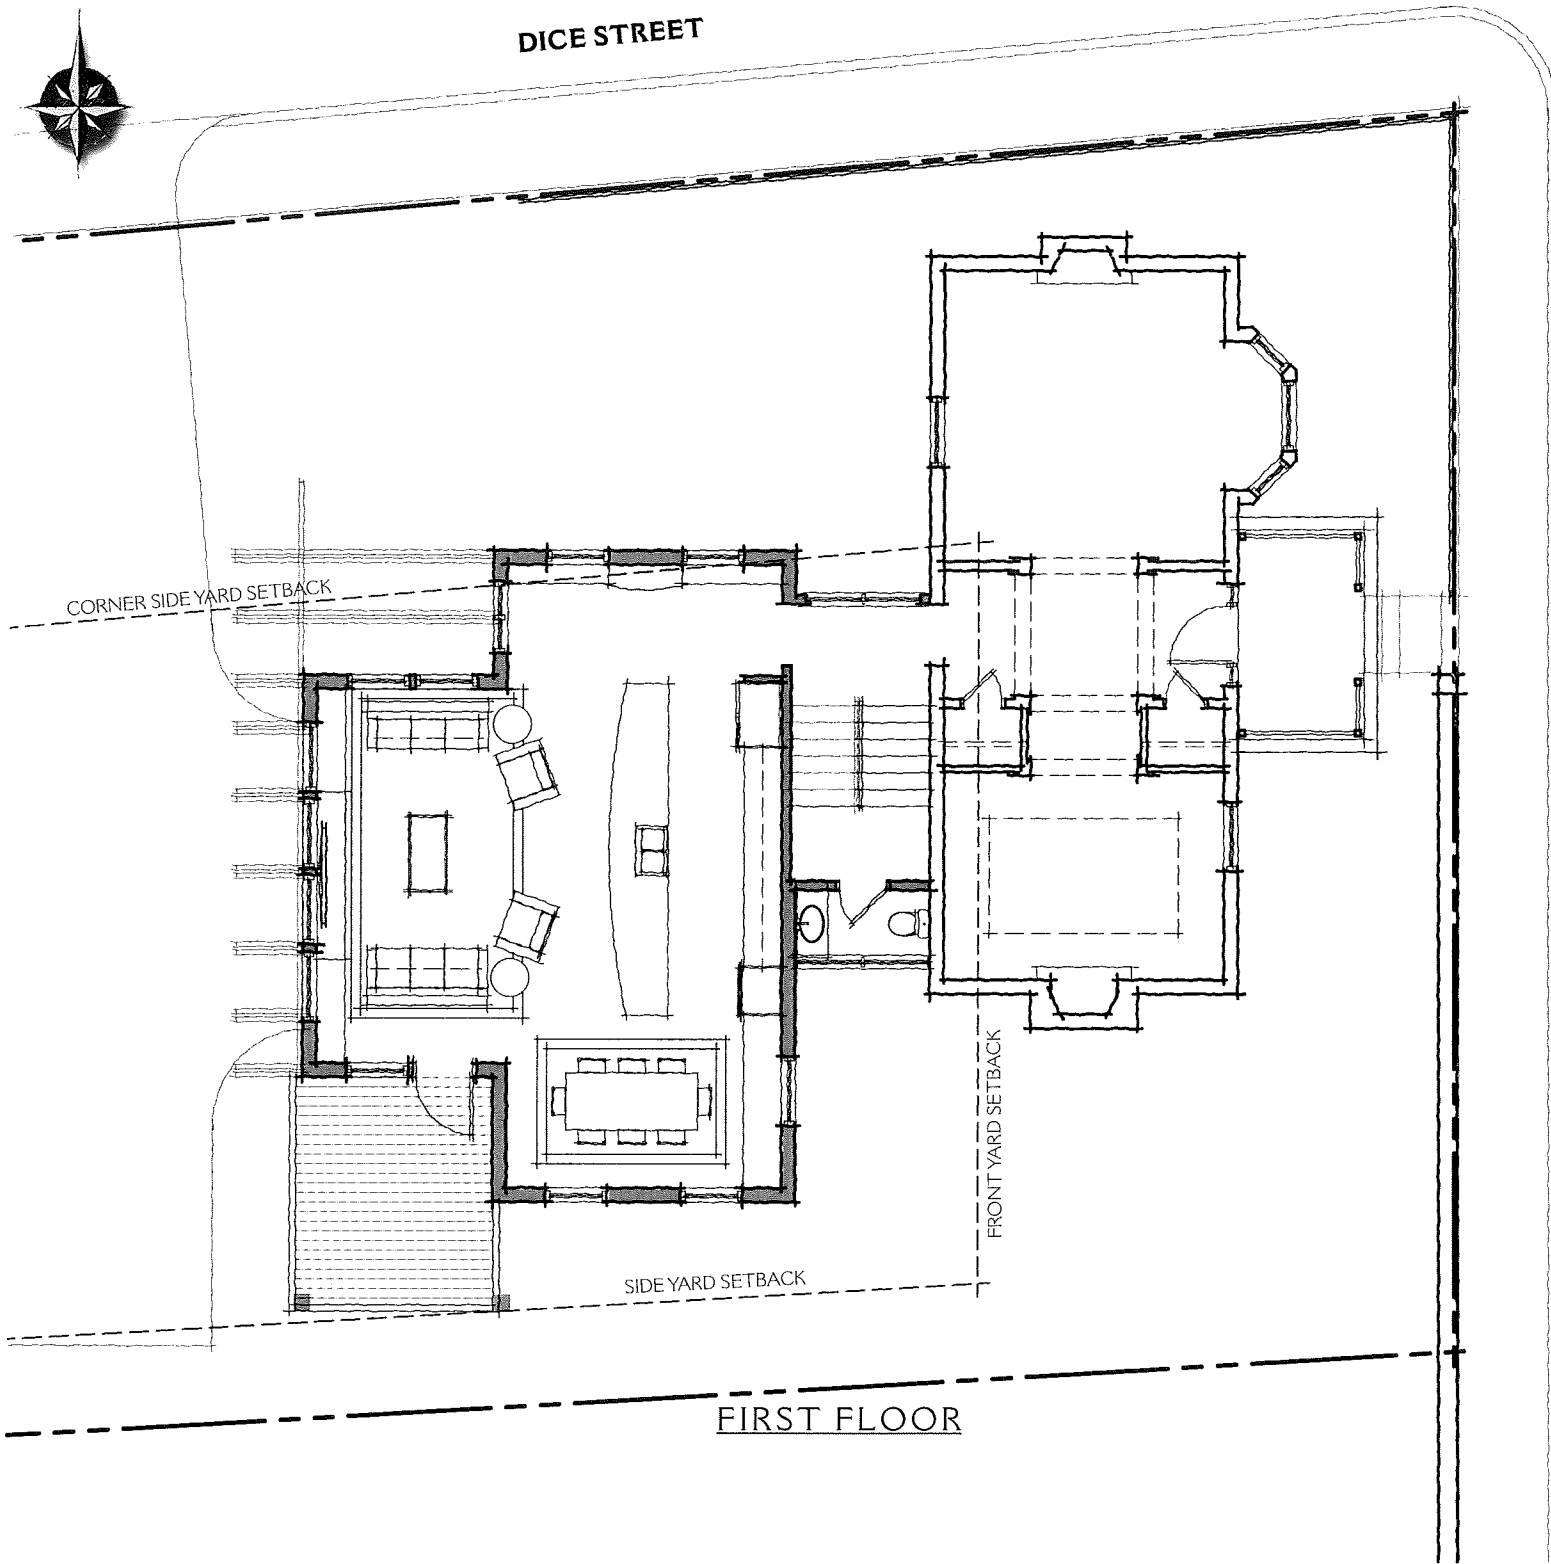 DICE STREET
CORNER SIDE YARD SETBACK
FRONT YARD SETBACK
SIDE YARD SETBACK
FIRST FLOOR